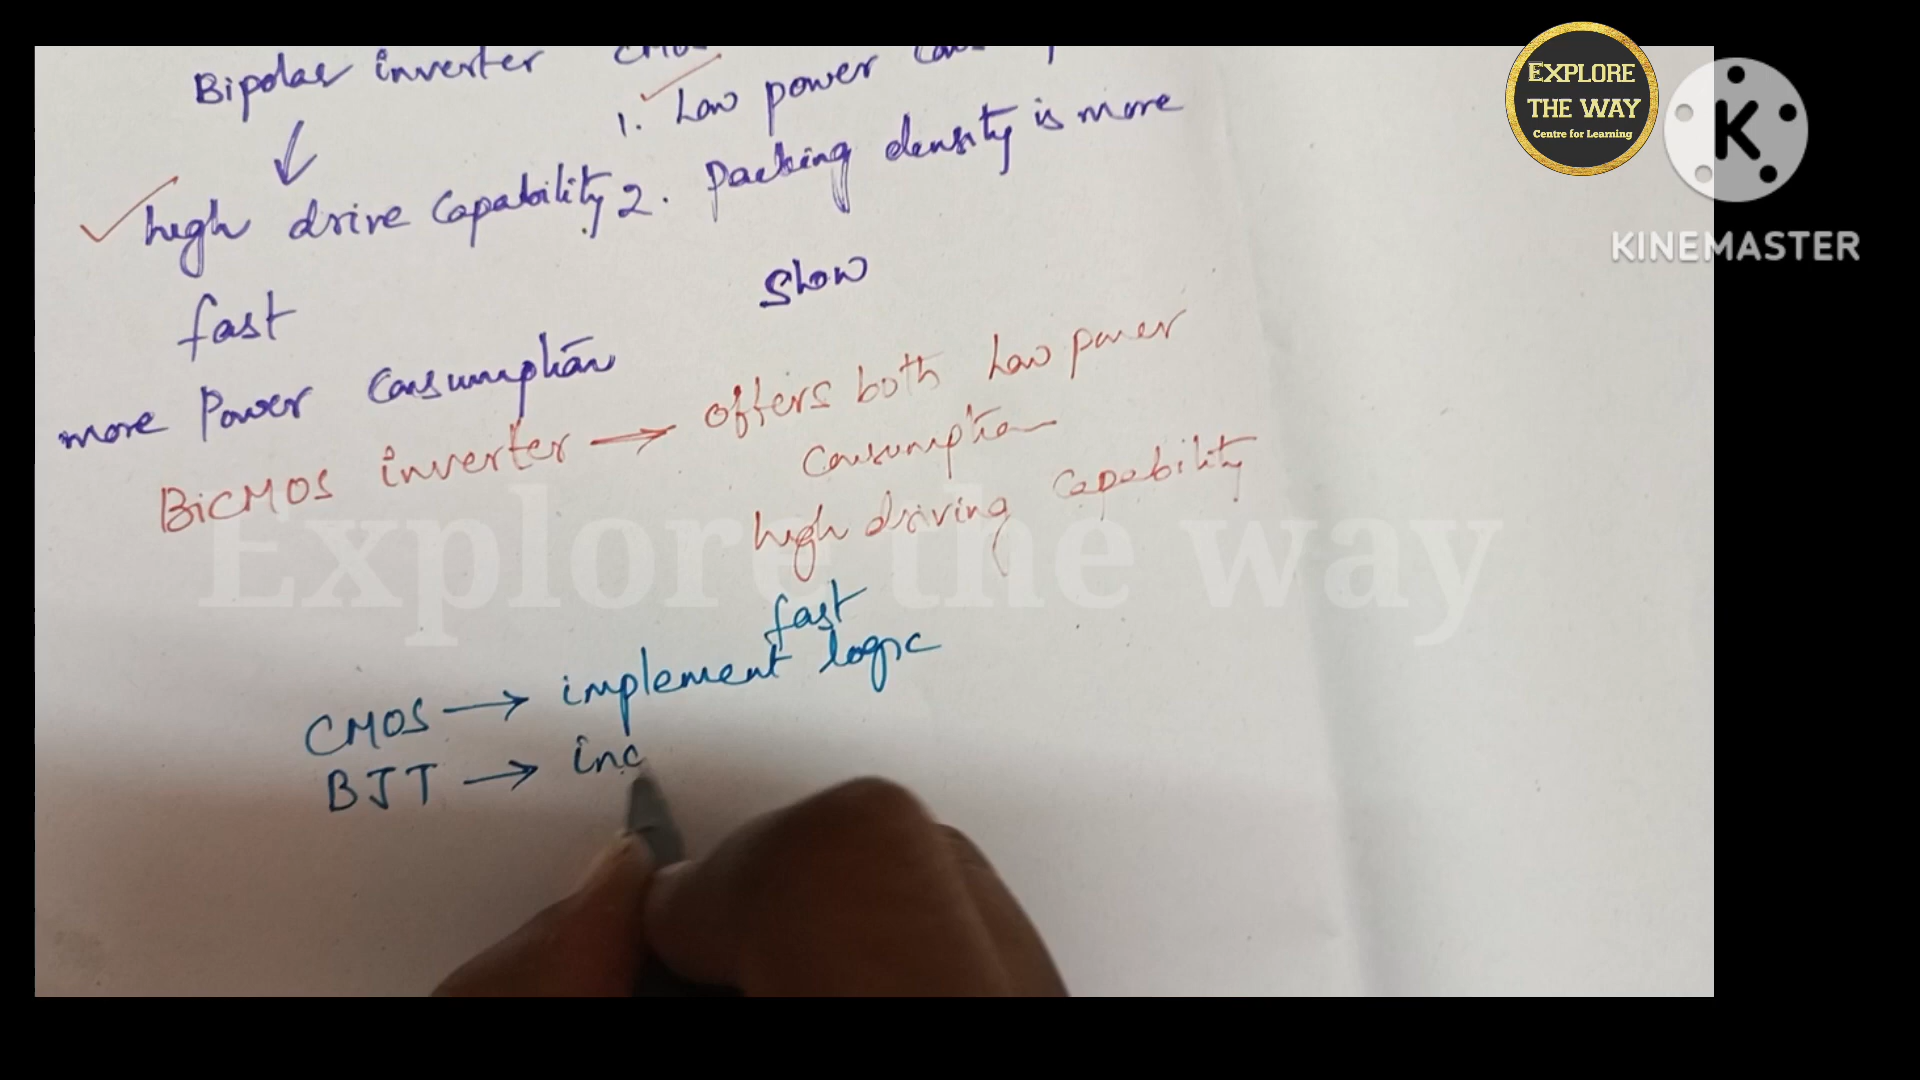 Bipolar inverter
1. Low power
high drive capability 2. Packing density is more
fast
Slow
more Power Consumption
BiCMOS inverter → offers both Low power
Consumption
high driving capability
fast
CMOS → implement logic
BJT → inc
EXPLORE
THE WAY
Centre for Learning
K
KINEMASTER
Explore the way